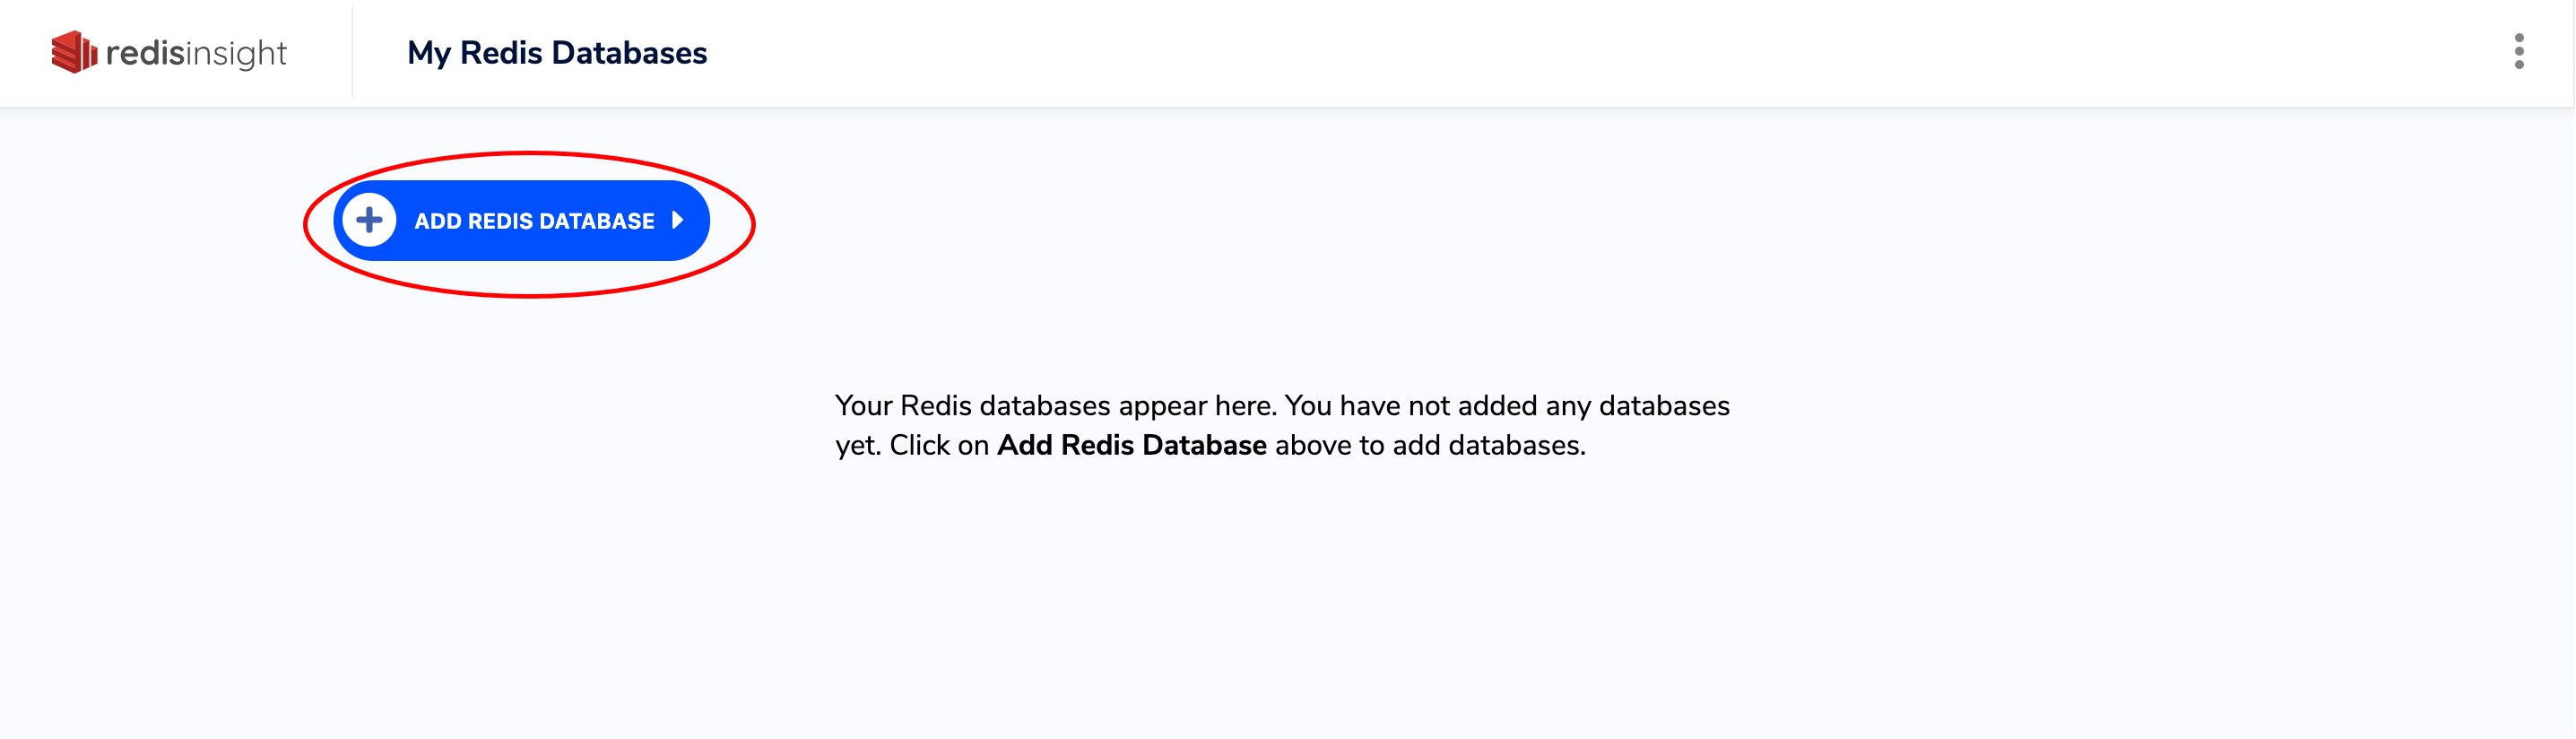 redisinsight
My Redis Databases
ADD REDIS DATABASE
Your Redis databases appear here. You have not added any databases
yet. Click on Add Redis Database above to add databases.